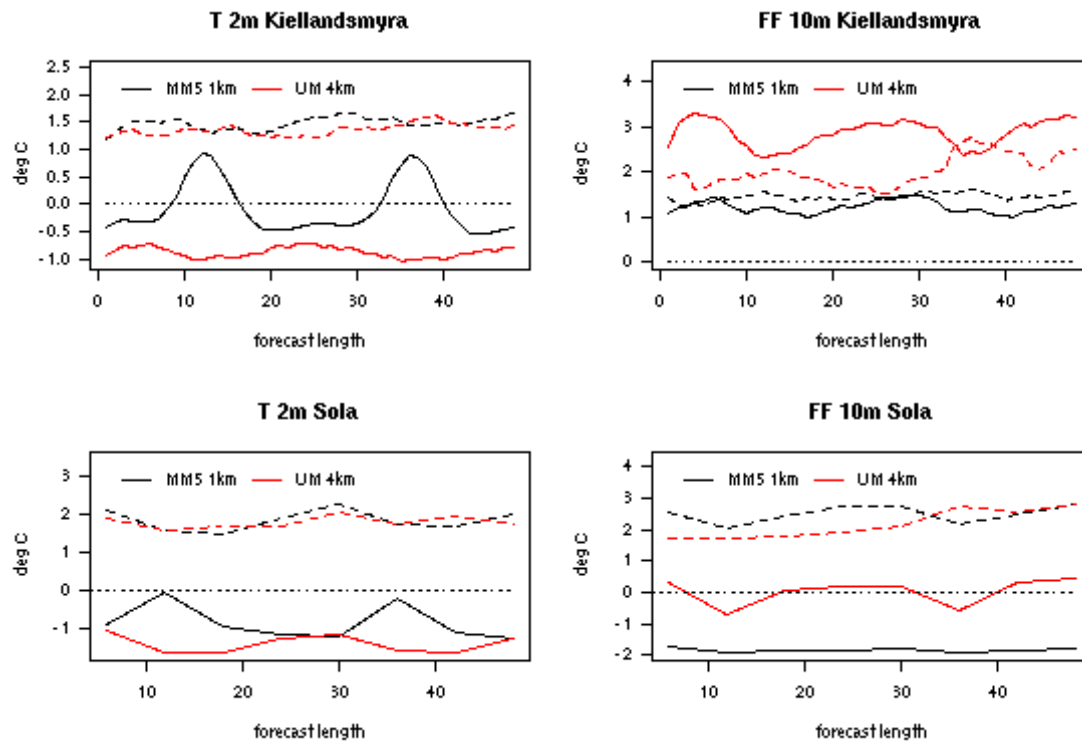 T 2m Kiellandsmyra
MM5 1km UM 4km
deg C
2.5
2.0
1.5
1.0
0.5
0.0
-0.5
-1.0
0 10 20 30 40
forecast length
FF 10m Kiellandsmyra
MM5 1km UM 4km
deg C
4
3
2
1
0
0 10 20 30 40
forecast length
T 2m Sola
MM5 1km UM 4km
deg C
3
2
1
0
-1
10 20 30 40
forecast length
FF 10m Sola
MM5 1km UM 4km
deg C
4
3
2
1
0
-1
-2
10 20 30 40
forecast length